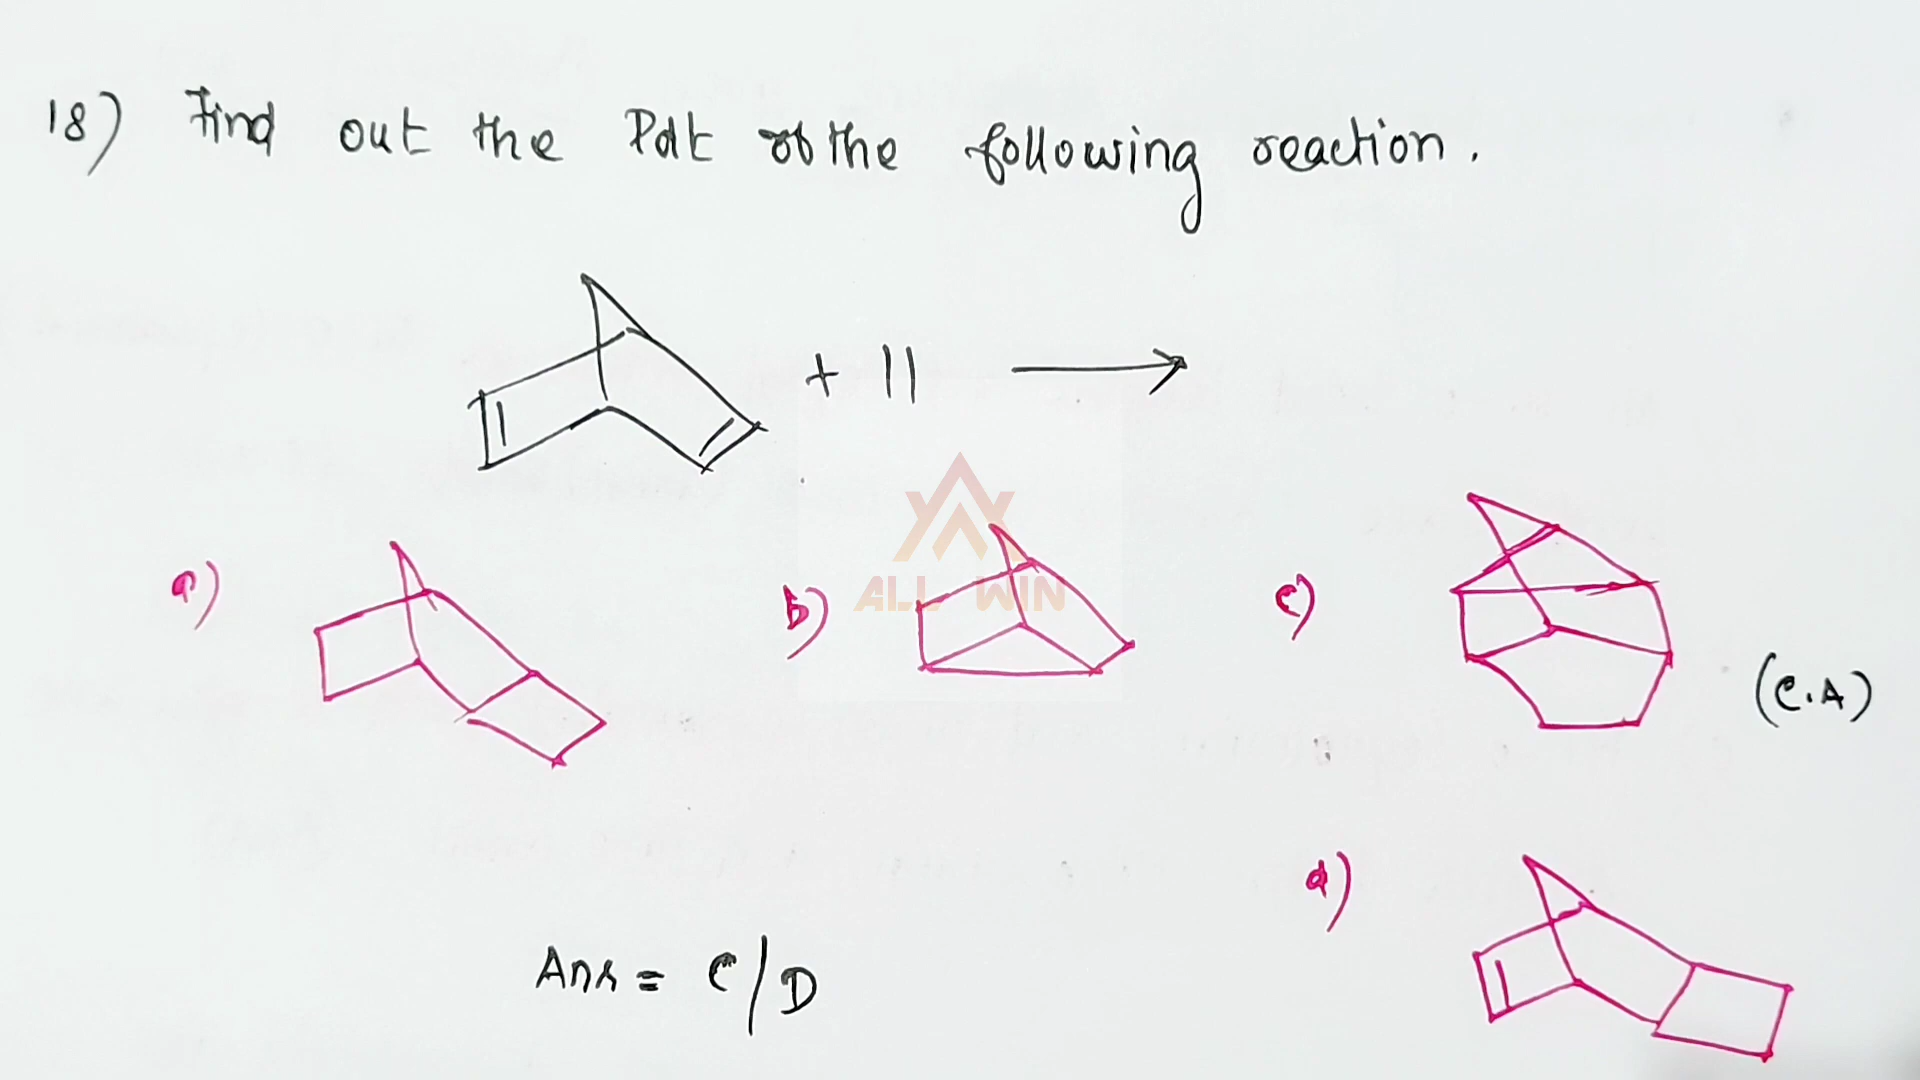 18) Find out the Pdt of the following reaction.
+ ||
ALL WIN
a)
b)
c)
(C.A)
d)
Ans = C/D